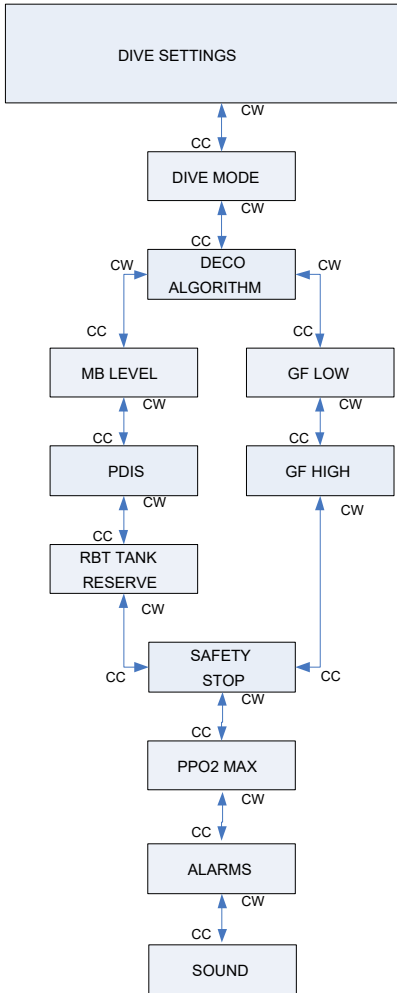 DIVE SETTINGS
CW
CC
DIVE MODE
CW
CC
CW
DECO
ALGORITHM
CW
CC
CC
MB LEVEL
GF LOW
CW
CW
CC
CC
PDIS
GF HIGH
CW
CW
CC
RBT TANK
RESERVE
CW
SAFETY
STOP
CC
CC
CW
CC
PPO2 MAX
CW
CC
ALARMS
CW
CC
SOUND